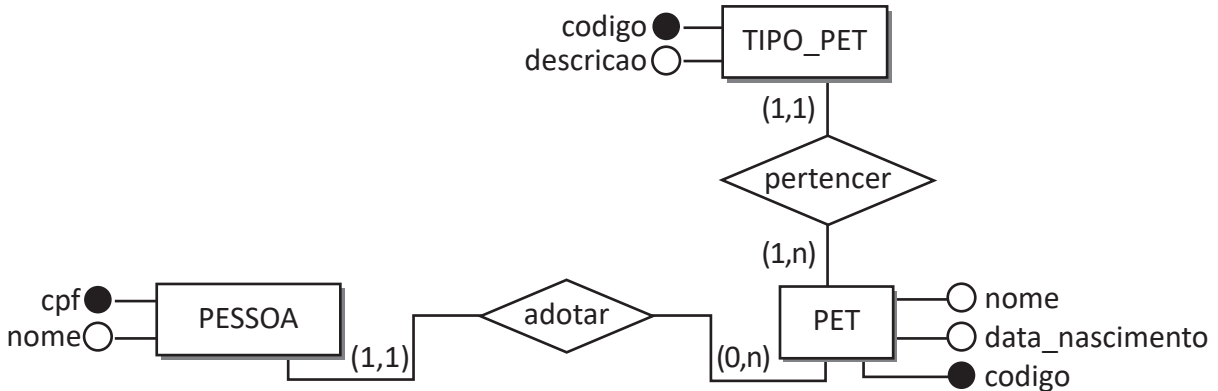 codigo
descricao
TIPO_PET
(1,1)
pertencer
(1,n)
cpf
nome
PESSOA
(1,1)
adotar
(0,n)
PET
nome
data_nascimento
codigo